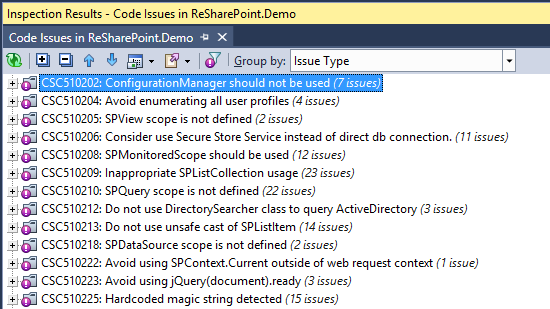 Inspection Results - Code Issues in ReSharePoint.Demo
Code Issues in ReSharePoint.Demo
Group by: Issue Type
CSC510202: ConfigurationManager should not be used (7 issues)
CSC510204: Avoid enumerating all user profiles (4 issues)
CSC510205: SPView scope is not defined (2 issues)
CSC510206: Consider use Secure Store Service instead of direct db connection. (11 issues)
CSC510208: SPMonitoredScope should be used (12 issues)
CSC510209: Inappropriate SPListCollection usage (23 issues)
CSC510210: SPQuery scope is not defined (22 issues)
CSC510212: Do not use DirectorySearcher class to query ActiveDirectory (3 issues)
CSC510213: Do not use unsafe cast of SPListItem (14 issues)
CSC510218: SPDataSource scope is not defined (2 issues)
CSC510222: Avoid using SPContext.Current outside of web request context (1 issue)
CSC510223: Avoid using jQuery(document).ready (3 issues)
CSC510225: Hardcoded magic string detected (15 issues)